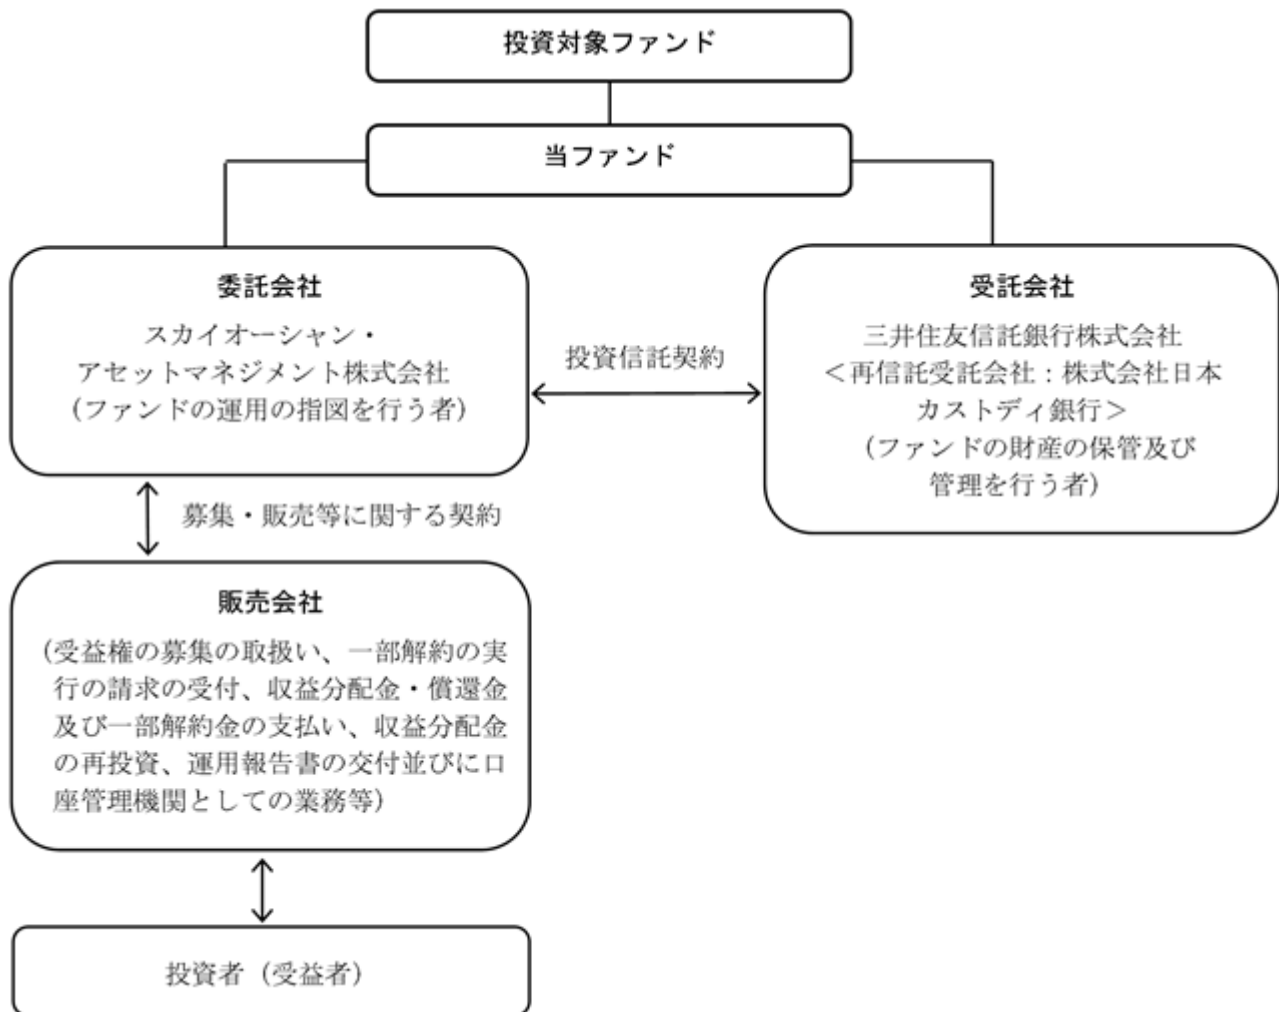 投資対象ファンド
当ファンド
委託会社
スカイオーシャン・
アセットマネジメント株式会社
(ファンドの運用の指図を行う者)
投資信託契約
受託会社
三井住友信託銀行株式会社
<再信託受託会社:株式会社日本
カストディ銀行>
(ファンドの財産の保管及び
管理を行う者)
募集・販売等に関する契約
販売会社
(受益権の募集の取扱い、一部解約の実
行の請求の受付、収益分配金・償還金
及び一部解約金の支払い、収益分配金
の再投資、運用報告書の交付並びに口
座管理機関としての業務等)
投資者(受益者)